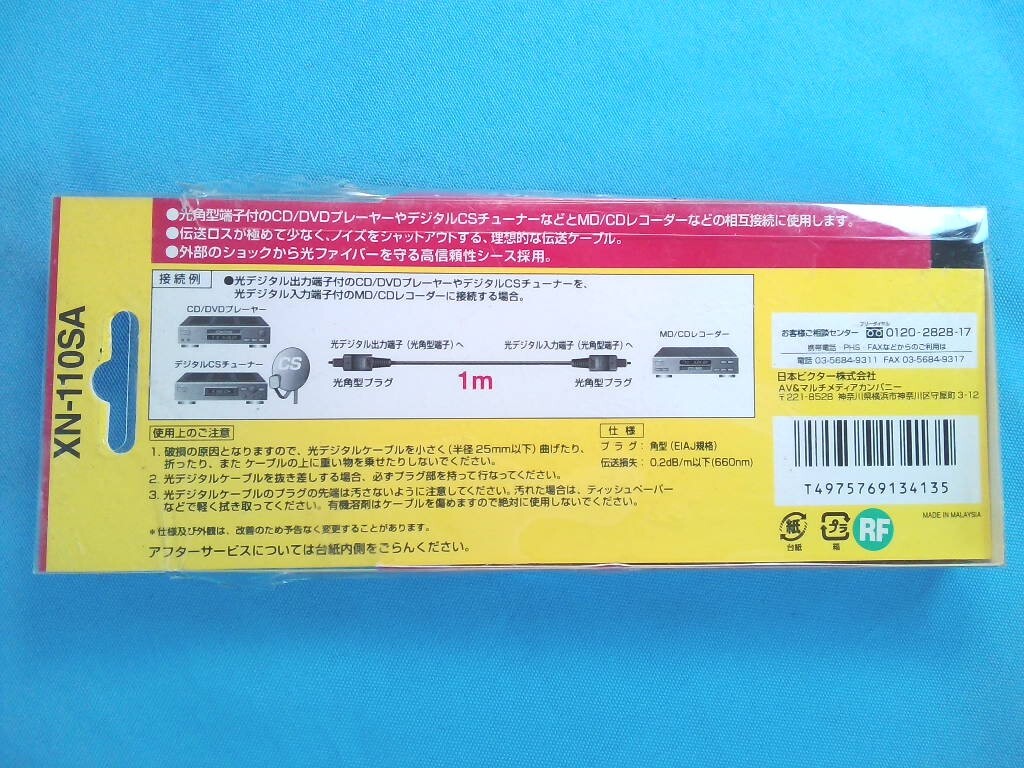 XN-110SA
●光角型端子付のCD/DVDプレーヤーやデジタルCSチューナーなどとMD/CDレコーダーなどの相互接続に使用します。
●伝送ロスが極めて少なく、ノイズをシャットアウトする、理想的な伝送ケーブル。
●外部のショックから光ファイバーを守る高信頼性シース採用。
接続例
●光デジタル出力端子付のCD/DVDプレーヤーやデジタルCSチューナーを、
光デジタル入力端子付のMD/CDレコーダーに接続する場合。
CD/DVDプレーヤー
デジタルCSチューナー
CS
光デジタル出力端子(光角型端子)へ
光角型プラグ
1m
光デジタル入力端子(光角型端子)へ
光角型プラグ
MD/CDレコーダー
使用上のご注意
1. 破損の原因となりますので、光デジタルケーブルを小さく(半径25mm以下)曲げたり、
折ったり、また ケーブルの上に重い物を乗せたりしないでください。
2. 光デジタルケーブルを抜き差しする場合、必ずプラグ部を持って行なってください。
3. 光デジタルケーブルのプラグの先端は汚さないように注意してください。汚れた場合は、ティッシュペーパー
などで軽く拭き取ってください。有機溶剤はケーブルを傷めますので絶対に使用しないでください。
*仕様及び外観は、改善のため予告なく変更することがあります。
アフターサービスについては台紙内側をごらんください。
仕様
プラグ: 角型(EIAJ規格)
伝送損失: 0.2dB/m以下(660nm)
フリーダイヤル
お客様ご相談センター 0120-2828-17
携帯電話・PHS・FAXなどからのご利用は
電話 03-5684-9311 FAX 03-5684-9317
日本ビクター株式会社
AV&マルチメディアカンパニー
〒221-8528 神奈川県横浜市神奈川区守屋町3-12
T4975769134135
MADE IN MALAYSIA
紙
台紙
プラ
箱
RF